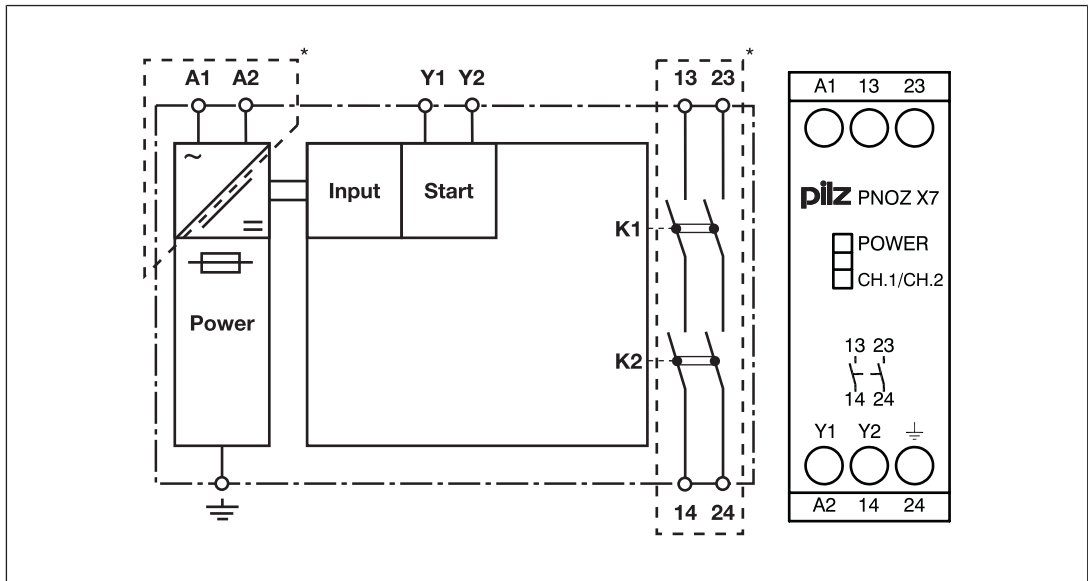 *
*
A1 A2
Y1 Y2
13 23
~
=
Input
Start
K1
Power
K2
14 24
A1 13 23
pilz PNOZ X7
POWER
CH.1/CH.2
13 23
14 24
Y1 Y2
A2 14 24